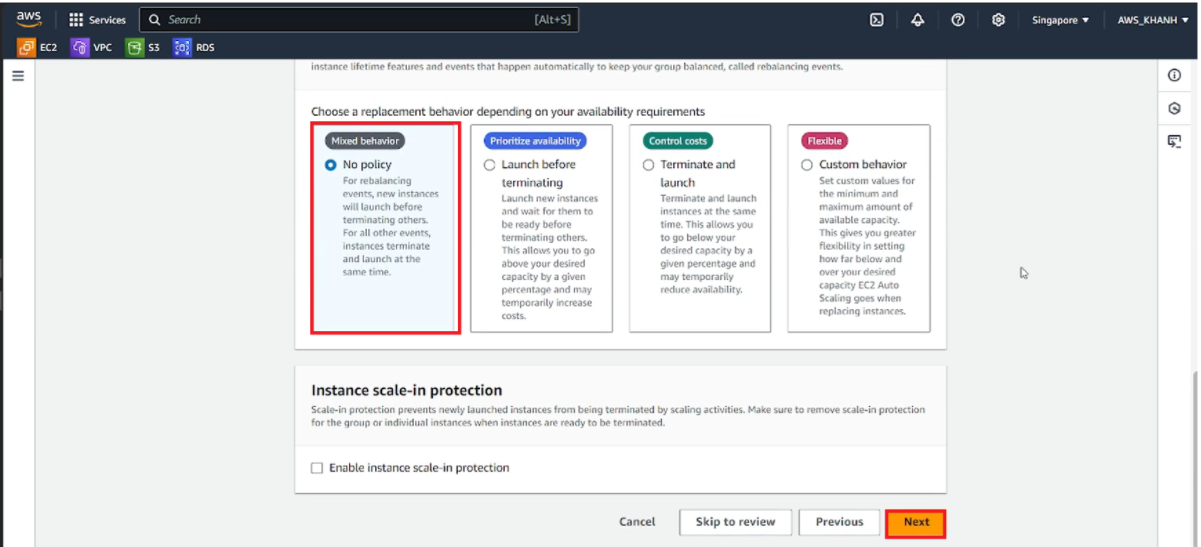 aws
Services
Search
[Alt+S]
Singapore ▼
AWS_KHANH ▼
EC2
VPC
S3
RDS
instance lifetime features and events that happen automatically to keep your group balanced, called rebalancing events.
Choose a replacement behavior depending on your availability requirements
Mixed behavior
No policy
For rebalancing
events, new instances
will launch before
terminating others.
For all other events,
instances terminate
and launch at the
same time.
Prioritize availability
Launch before
terminating
Launch new instances
and wait for them to
be ready before
terminating others.
This allows you to go
above your desired
capacity by a given
percentage and may
temporarily increase
costs.
Control costs
Terminate and
launch
Terminate and launch
instances at the same
time. This allows you
to go below your
desired capacity by a
given percentage and
may temporarily
reduce availability.
Flexible
Custom behavior
Set custom values for
the minimum and
maximum amount of
available capacity.
This gives you greater
flexibility in setting
how far below and
over your desired
capacity EC2 Auto
Scaling goes when
replacing instances.
Instance scale-in protection
Scale-in protection prevents newly launched instances from being terminated by scaling activities. Make sure to remove scale-in protection
for the group or individual instances when instances are ready to be terminated.
Enable instance scale-in protection
Cancel
Skip to review
Previous
Next